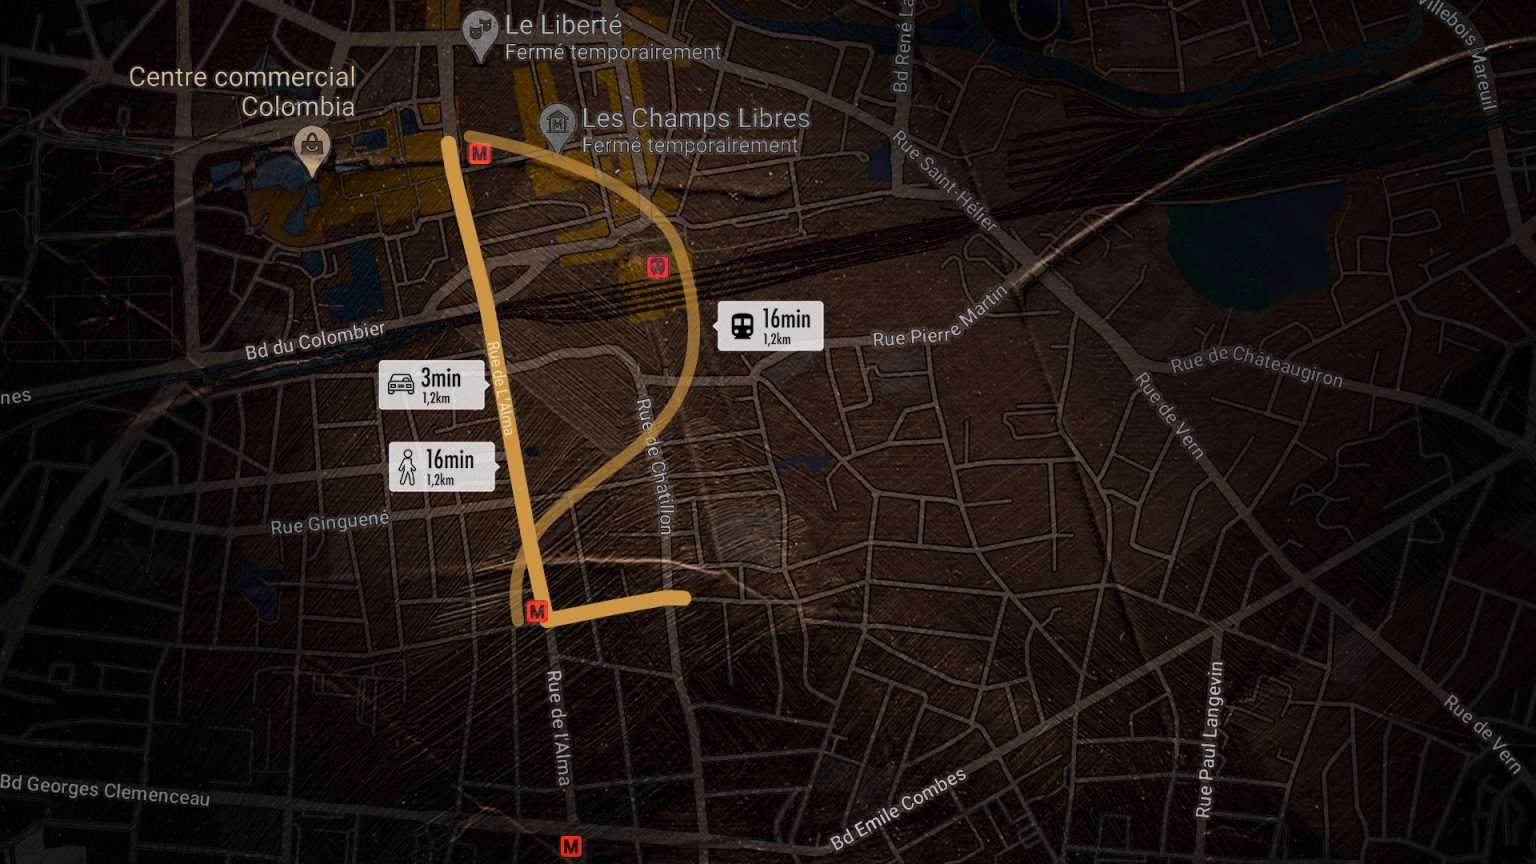 Le Liberté
Fermé temporairement
Centre commercial
Colombia
Les Champs Libres
Fermé temporairement
M
Bd René La
Villebois Mareuil
Rue Saint-Hélier
Bd du Colombier
16min
1,2km
Rue Pierre Martin
Rue de Châteaugiron
3min
1,2km
Rue de L'Alma
nes
Rue de Châtillon
Rue de Vern
16min
1,2km
Rue Ginguené
M
Rue de l'Alma
Rue Paul Langevin
Rue de Vern
Bd Georges Clemenceau
Bd Emile Combes
M